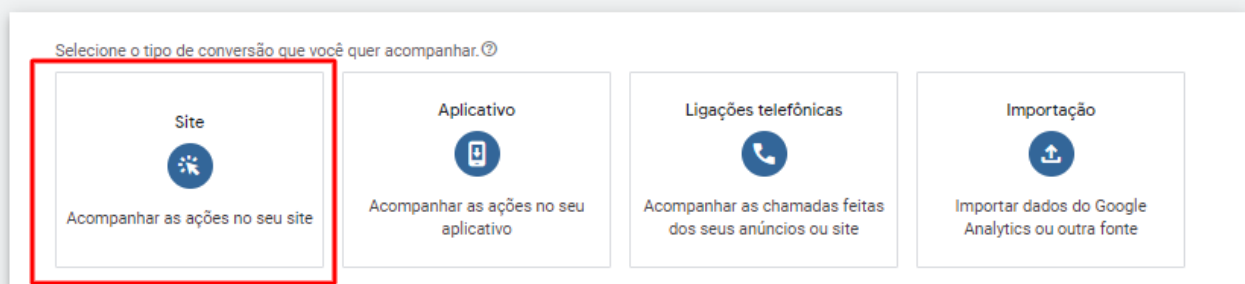 Selecione o tipo de conversão que você quer acompanhar.
Site
Acompanhar as ações no seu site
Aplicativo
Acompanhar as ações no seu
aplicativo
Ligações telefônicas
Acompanhar as chamadas feitas
dos seus anúncios ou site
Importação
Importar dados do Google
Analytics ou outra fonte